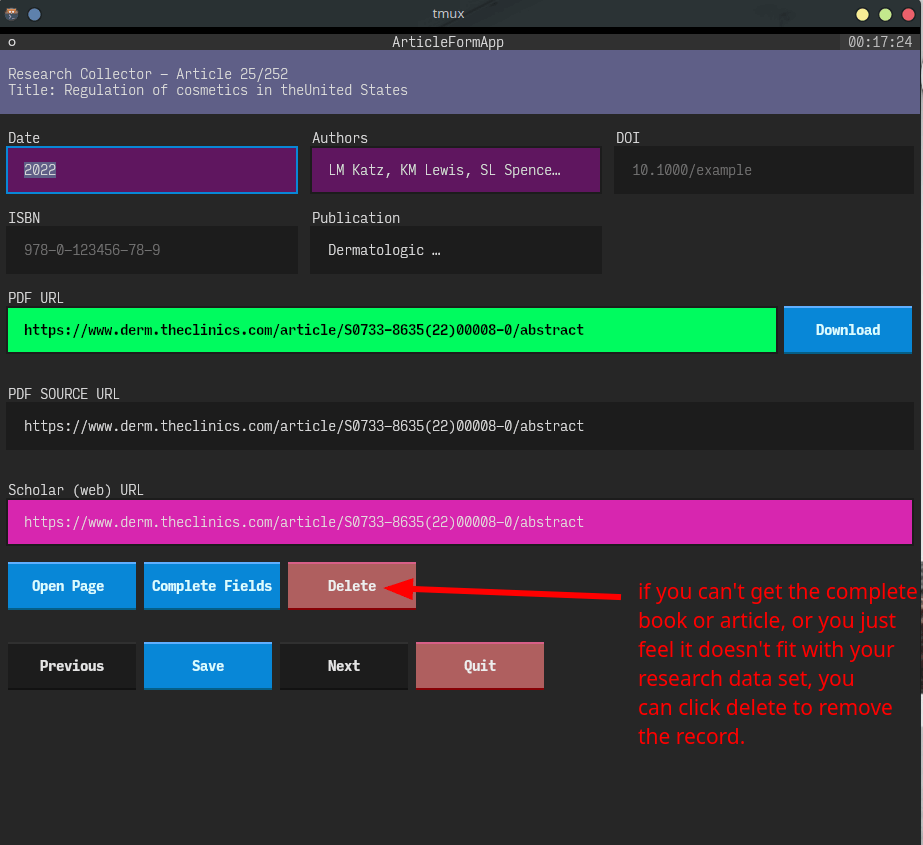 tmux
ArticleFormApp 00:17:24
Research Collector – Article 25/252
Title: Regulation of cosmetics in theUnited States
Date Authors DOI
2022 LM Katz, KM Lewis, SL Spence… 10.1000/example
ISBN Publication
978-0-123456-78-9 Dermatologic …
PDF URL
https://www.derm.theclinics.com/article/S0733-8635(22)00008-0/abstract Download
PDF SOURCE URL
https://www.derm.theclinics.com/article/S0733-8635(22)00008-0/abstract
Scholar (web) URL
https://www.derm.theclinics.com/article/S0733-8635(22)00008-0/abstract
Open Page Complete Fields Delete
if you can't get the complete
book or article, or you just
feel it doesn't fit with your
research data set, you
can click delete to remove
the record.
Previous Save Next Quit